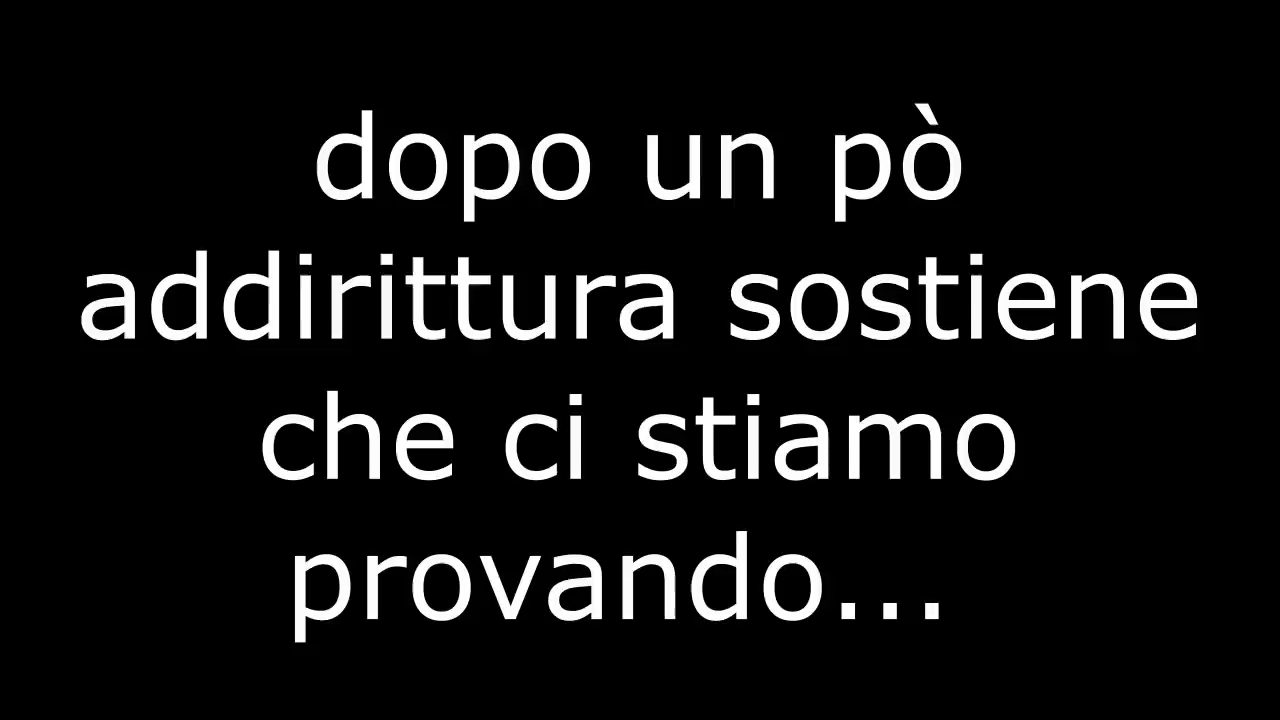 dopo un pò
addirittura sostiene
che ci stiamo
provando...